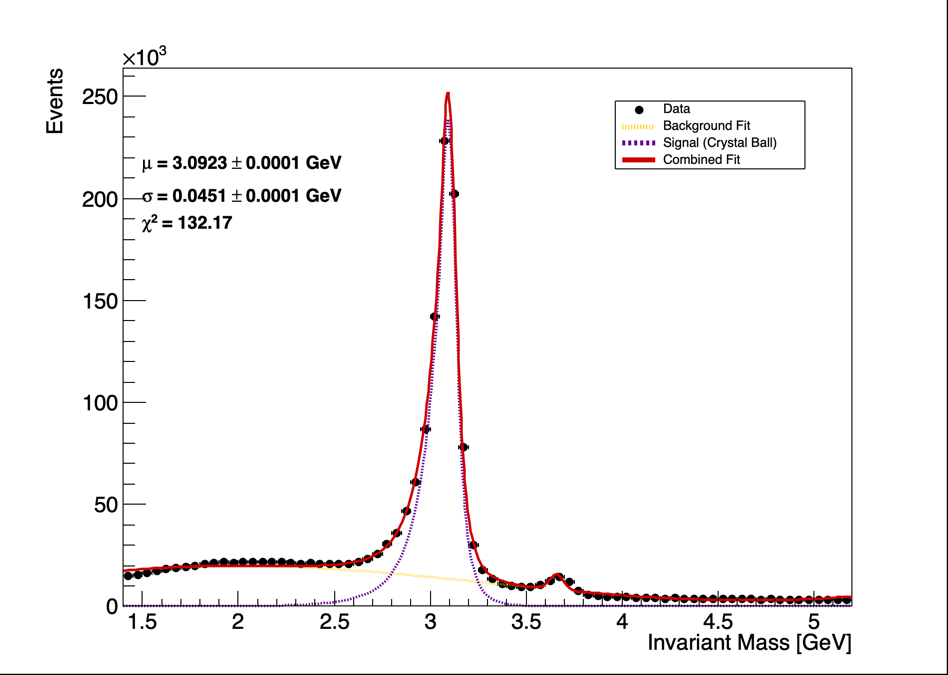 ×10³
Events
250
200
150
100
50
0
μ = 3.0923 ± 0.0001 GeV
σ = 0.0451 ± 0.0001 GeV
χ² = 132.17
Data
Background Fit
Signal (Crystal Ball)
Combined Fit
1.5 2 2.5 3 3.5 4 4.5 5
Invariant Mass [GeV]